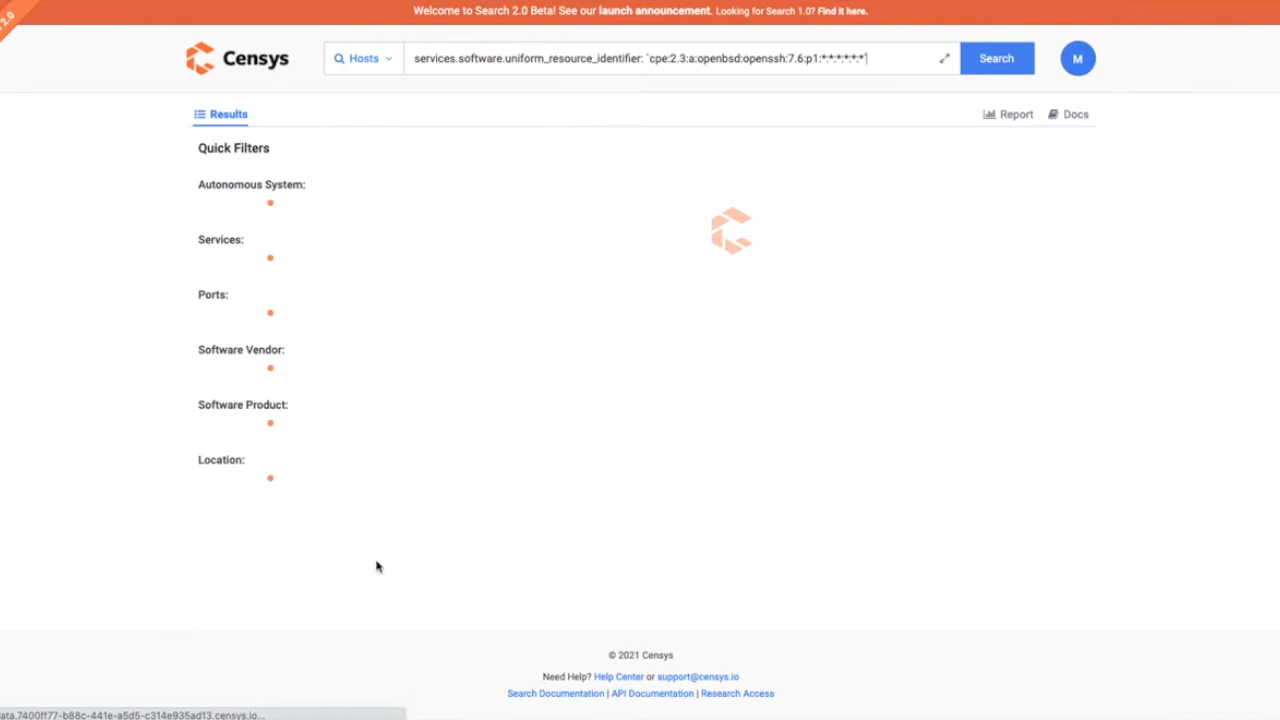 2.0
Welcome to Search 2.0 Beta! See our launch announcement. Looking for Search 1.0? Find it here.
Censys
Hosts
services.software.uniform_resource_identifier: `cpe:2.3:a:openbsd:openssh:7.6:p1:*:*:*:*:*:*`
Search
M
Results
Report
Docs
Quick Filters
Autonomous System:
Services:
Ports:
Software Vendor:
Software Product:
Location:
© 2021 Censys
Need Help? Help Center or support@censys.io
Search Documentation | API Documentation | Research Access
ata.7400ff77-b88c-441e-a5d5-c314e935ad13.censys.io...